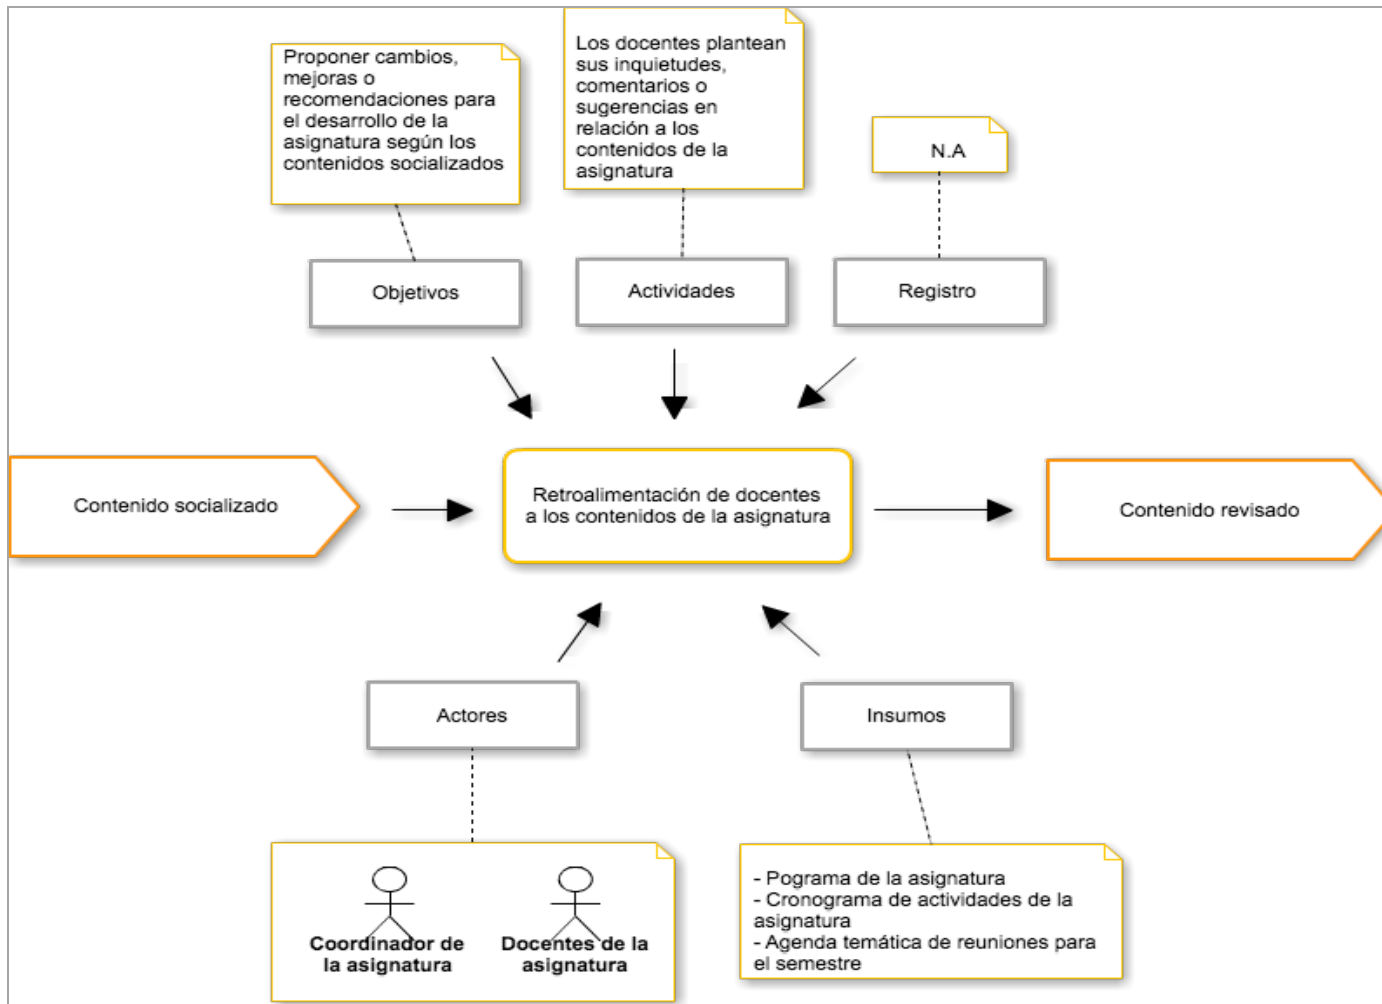 Proponer cambios,
mejoras o
recomendaciones para
el desarrollo de la
asignatura según los
contenidos socializados
Los docentes plantean
sus inquietudes,
comentarios o
sugerencias en
relación a los
contenidos de la
asignatura
N.A
Objetivos
Actividades
Registro
Contenido socializado
Retroalimentación de docentes
a los contenidos de la asignatura
Contenido revisado
Actores
Insumos
Coordinador de
la asignatura
Docentes de la
asignatura
- Pograma de la asignatura
- Cronograma de actividades de la
asignatura
- Agenda temática de reuniones para
el semestre